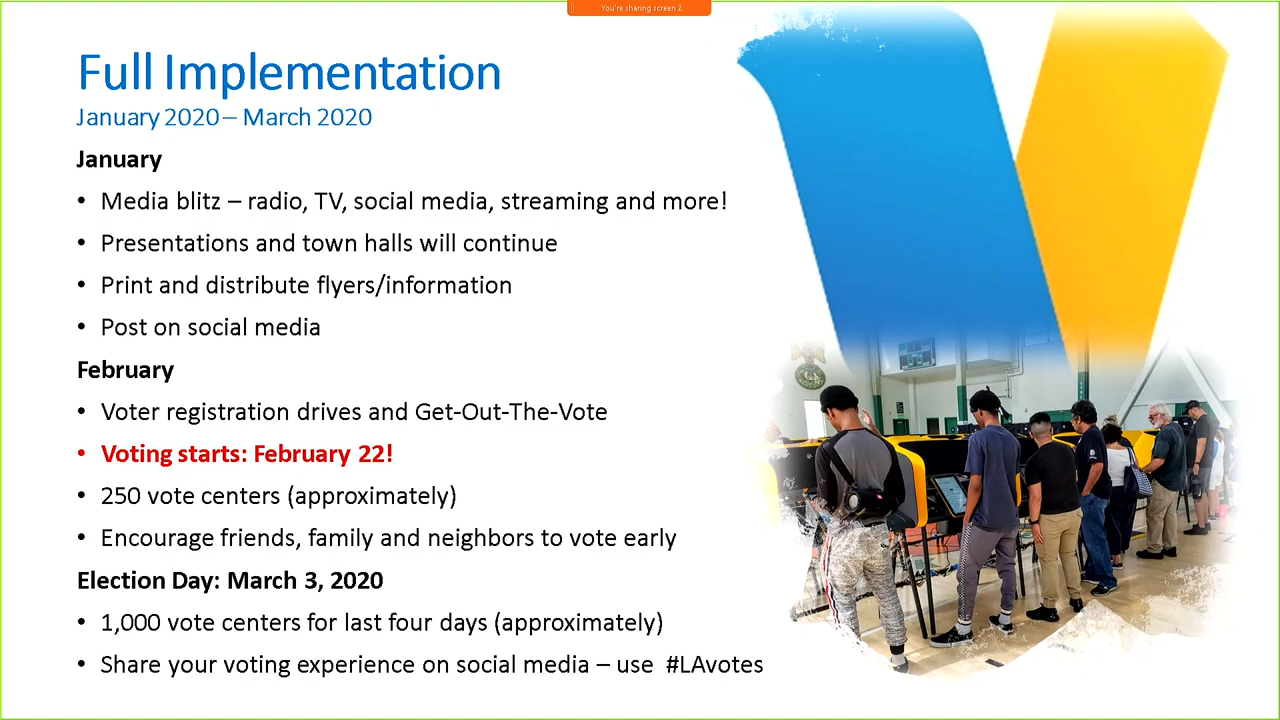 You're sharing screen 2.
Full Implementation
January 2020 – March 2020
January
• Media blitz – radio, TV, social media, streaming and more!
• Presentations and town halls will continue
• Print and distribute flyers/information
• Post on social media
February
• Voter registration drives and Get-Out-The-Vote
• Voting starts: February 22!
• 250 vote centers (approximately)
• Encourage friends, family and neighbors to vote early
Election Day: March 3, 2020
• 1,000 vote centers for last four days (approximately)
• Share your voting experience on social media – use #LAvotes